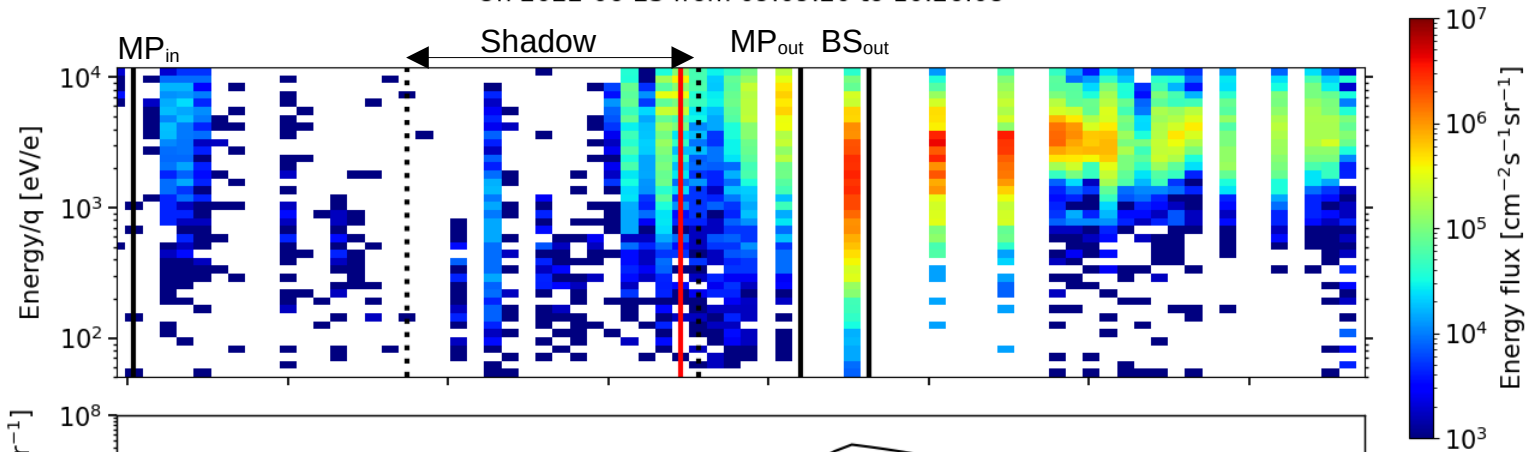 MPin
Shadow
MPout BSout
10⁴
10³
10²
Energy/q [eV/e]
10⁷
10⁶
10⁵
10⁴
10³
Energy flux [cm⁻²s⁻¹sr⁻¹]
10⁸
r⁻¹]